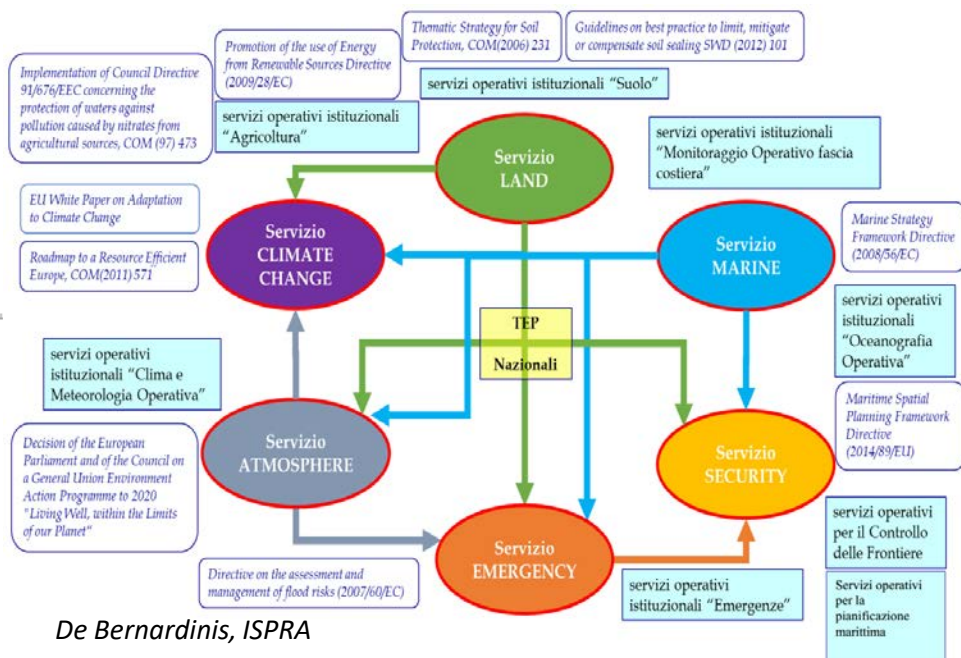 Thematic Strategy for Soil
Protection, COM(2006) 231
Guidelines on best practice to limit, mitigate
or compensate soil sealing SWD (2012) 101
Promotion of the use of Energy
from Renewable Sources Directive
(2009/28/EC)
Implementation of Council Directive
91/676/EEC concerning the
protection of waters against
pollution caused by nitrates from
agricultural sources, COM (97) 473
servizi operativi istituzionali “Suolo”
servizi operativi istituzionali
“Agricoltura”
Servizio
LAND
servizi operativi istituzionali
“Monitoraggio Operativo fascia
costiera”
EU White Paper on Adaptation
to Climate Change
Roadmap to a Resource Efficient
Europe, COM(2011) 571
Servizio
CLIMATE
CHANGE
Servizio
MARINE
Marine Strategy
Framework Directive
(2008/56/EC)
servizi operativi
istituzionali
“Oceanografia
Operativa”
TEP
Nazionali
servizi operativi
istituzionali “Clima e
Meteorologia Operativa”
Maritime Spatial
Planning Framework
Directive
(2014/89/EU)
Decision of the European
Parliament and of the Council on
a General Union Environment
Action Programme to 2020
"Living Well, within the Limits
of our Planet"
Servizio
ATMOSPHERE
Servizio
SECURITY
Servizio
EMERGENCY
servizi operativi
per il Controllo
delle Frontiere
Directive on the assessment and
management of flood risks (2007/60/EC)
servizi operativi
istituzionali “Emergenze”
Servizi operativi
per la
pianificazione
marittima
De Bernardinis, ISPRA